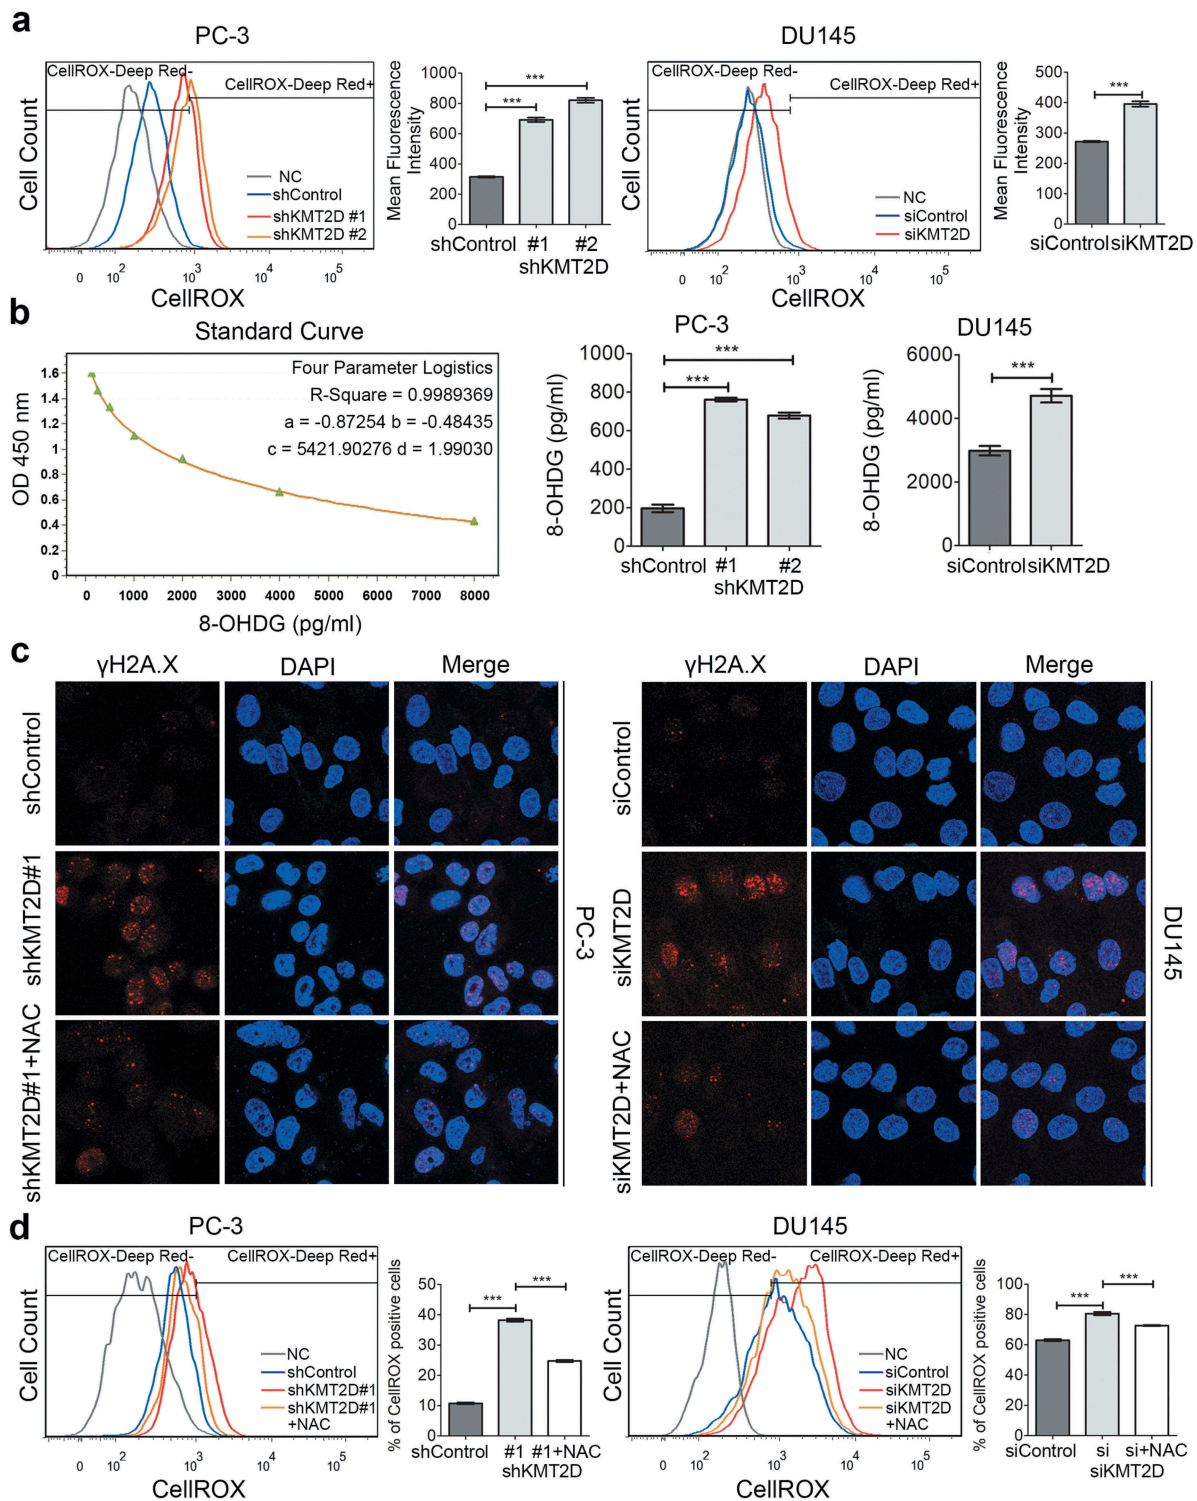 a
PC-3
CellROX-Deep Red-
CellROX-Deep Red+
Cell Count
NC
shControl
shKMT2D #1
shKMT2D #2
0 10² 10³ 10⁴ 10⁵
CellROX
Mean Fluorescence
Intensity
1000
800
600
400
200
0
***
***
shControl #1 #2
shKMT2D
DU145
CellROX-Deep Red-
CellROX-Deep Red+
Cell Count
NC
siControl
siKMT2D
0 10² 10³ 10⁴ 10⁵
CellROX
Mean Fluorescence
Intensity
500
400
300
200
100
0
***
siControl siKMT2D
b
Standard Curve
Four Parameter Logistics
R-Square = 0.9989369
a = -0.87254 b = -0.48435
c = 5421.90276 d = 1.99030
OD 450 nm
1.6
1.4
1.2
1
0.8
0.6
0.4
0.2
0
0 1000 2000 3000 4000 5000 6000 7000 8000
8-OHDG (pg/ml)
PC-3
8-OHDG (pg/ml)
1000
800
600
400
200
0
***
***
shControl #1 #2
shKMT2D
DU145
8-OHDG (pg/ml)
6000
4000
2000
0
***
siControl siKMT2D
c
γH2A.X DAPI Merge
shControl
shKMT2D#1
shKMT2D#1+NAC
PC-3
γH2A.X DAPI Merge
siControl
siKMT2D
siKMT2D+NAC
DU145
d
PC-3
CellROX-Deep Red-
CellROX-Deep Red+
Cell Count
NC
shControl
shKMT2D#1
shKMT2D#1
+NAC
0 10² 10³ 10⁴ 10⁵
CellROX
% of CellROX positive cells
50
40
30
20
10
0
***
***
shControl #1 #1+NAC
shKMT2D
DU145
CellROX-Deep Red-
CellROX-Deep Red+
Cell Count
NC
siControl
siKMT2D
siKMT2D
+NAC
0 10² 10³ 10⁴ 10⁵
CellROX
% of CellROX positive cells
100
80
60
40
20
0
***
***
siControl si si+NAC
siKMT2D